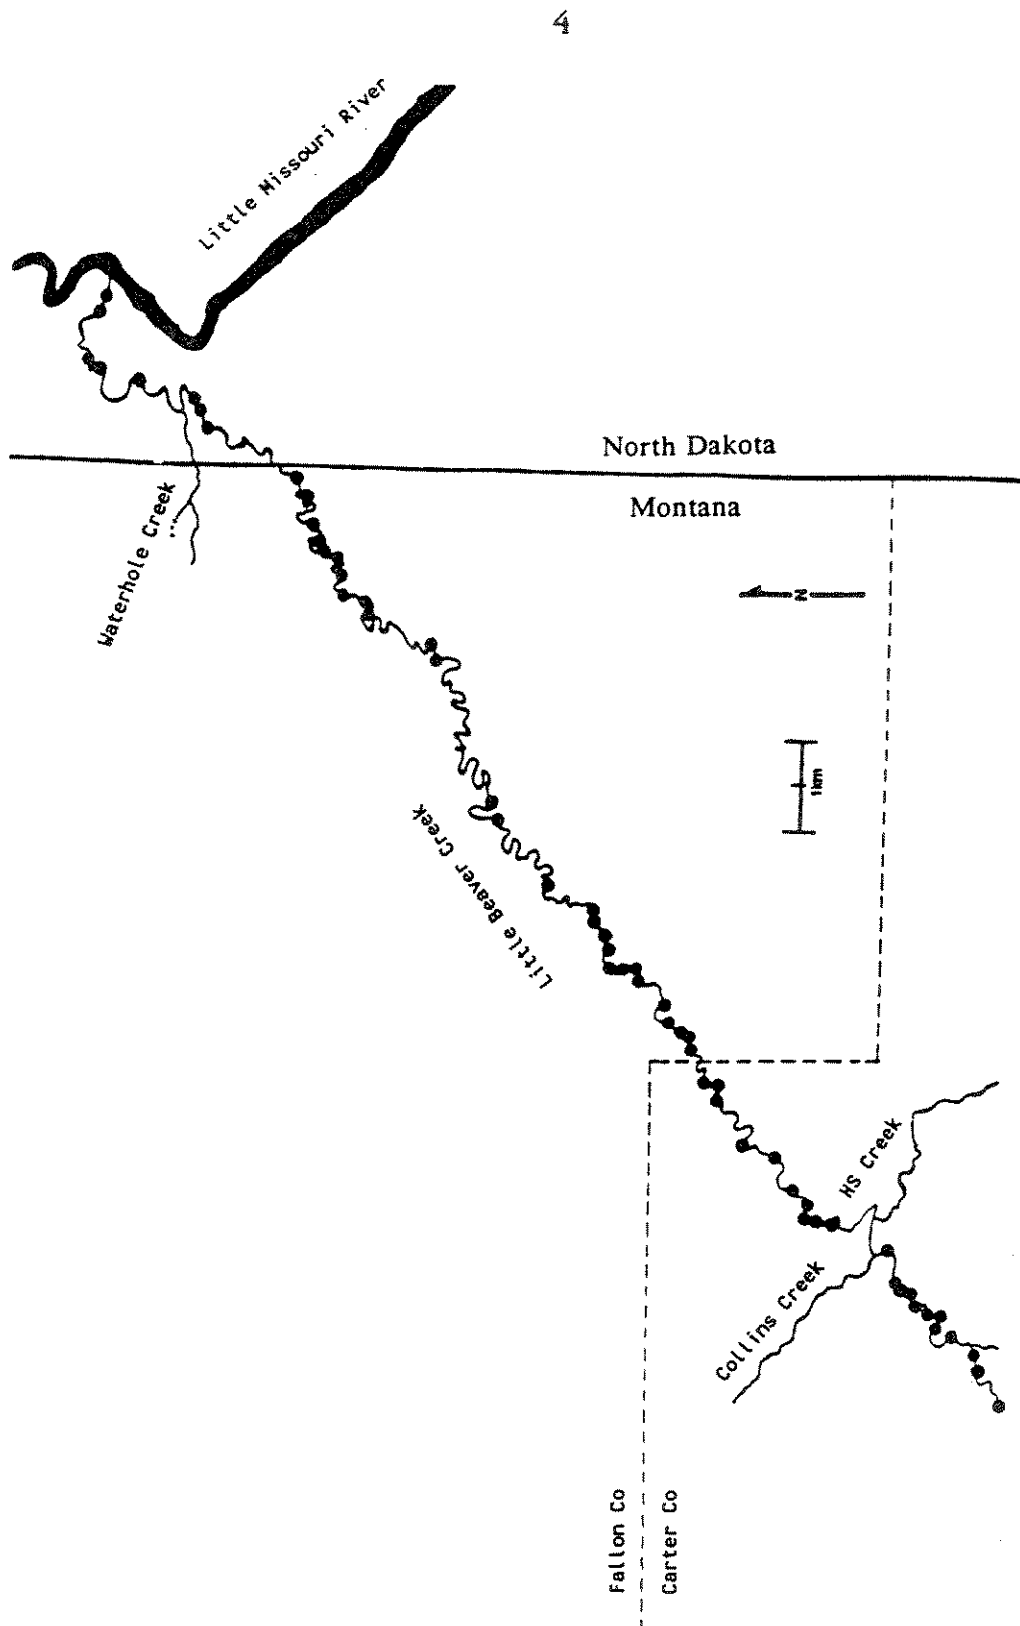 4
Little Missouri River
North Dakota
Montana
Waterhole Creek
N
1km
Little Beaver Creek
HS Creek
Collins Creek
Fallon Co
Carter Co